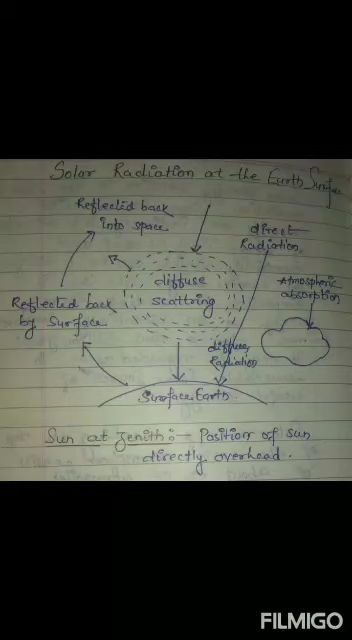 Solar Radiation at the Earth Surface
Reflected back
into space
direct
Radiation,
Atmospheric
absorption
diffuse
scattring
Reflected back
by surface
diffuse
Radiation
Surface Earth.
Sun at Zenith :- Position of sun
directly overhead.
FILMIGO